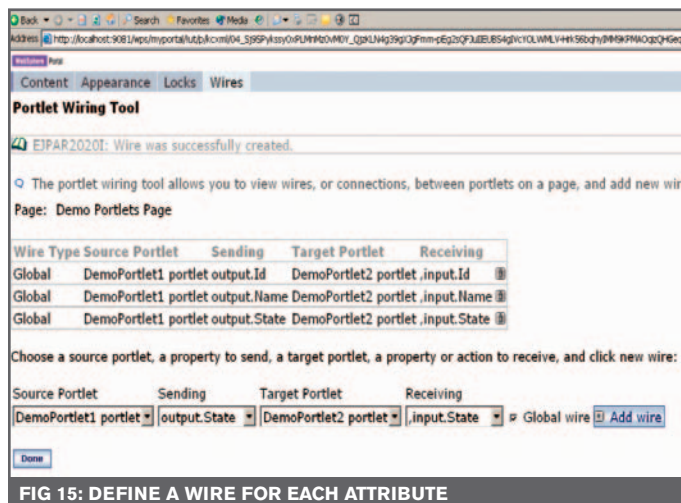 Back Search Favorites Media
Address http://localhost:9081/wps/myportal/
Portal
Content Appearance Locks Wires
Portlet Wiring Tool
EJPAR2020I: Wire was successfully created.
The portlet wiring tool allows you to view wires, or connections, between portlets on a page, and add new wir
Page: Demo Portlets Page
Wire Type Source Portlet Sending Target Portlet Receiving
Global DemoPortlet1 portlet output.Id DemoPortlet2 portlet ,input.Id
Global DemoPortlet1 portlet output.Name DemoPortlet2 portlet ,input.Name
Global DemoPortlet1 portlet output.State DemoPortlet2 portlet ,input.State
Choose a source portlet, a property to send, a target portlet, a property or action to receive, and click new wire:
Source Portlet Sending Target Portlet Receiving
DemoPortlet1 portlet output.State DemoPortlet2 portlet ,input.State Global wire Add wire
Done
FIG 15: DEFINE A WIRE FOR EACH ATTRIBUTE